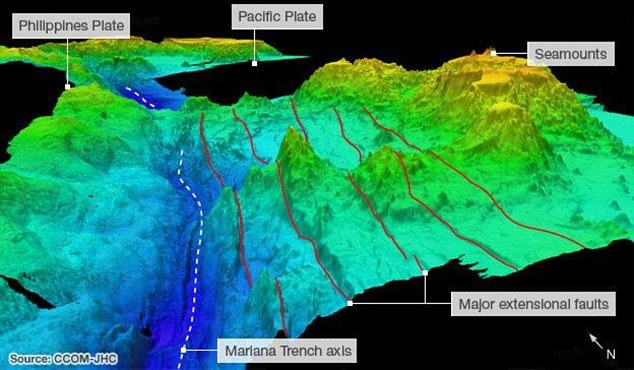 Philippines Plate
Pacific Plate
Seamounts
Major extensional faults
Mariana Trench axis
Source: CCOM-JHC
N